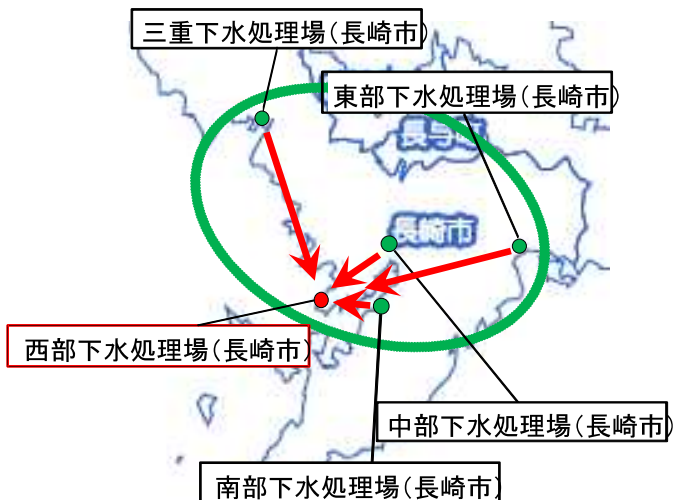 三重下水処理場(長崎市)
東部下水処理場(長崎市)
長与町
長崎市
西部下水処理場(長崎市)
中部下水処理場(長崎市)
南部下水処理場(長崎市)